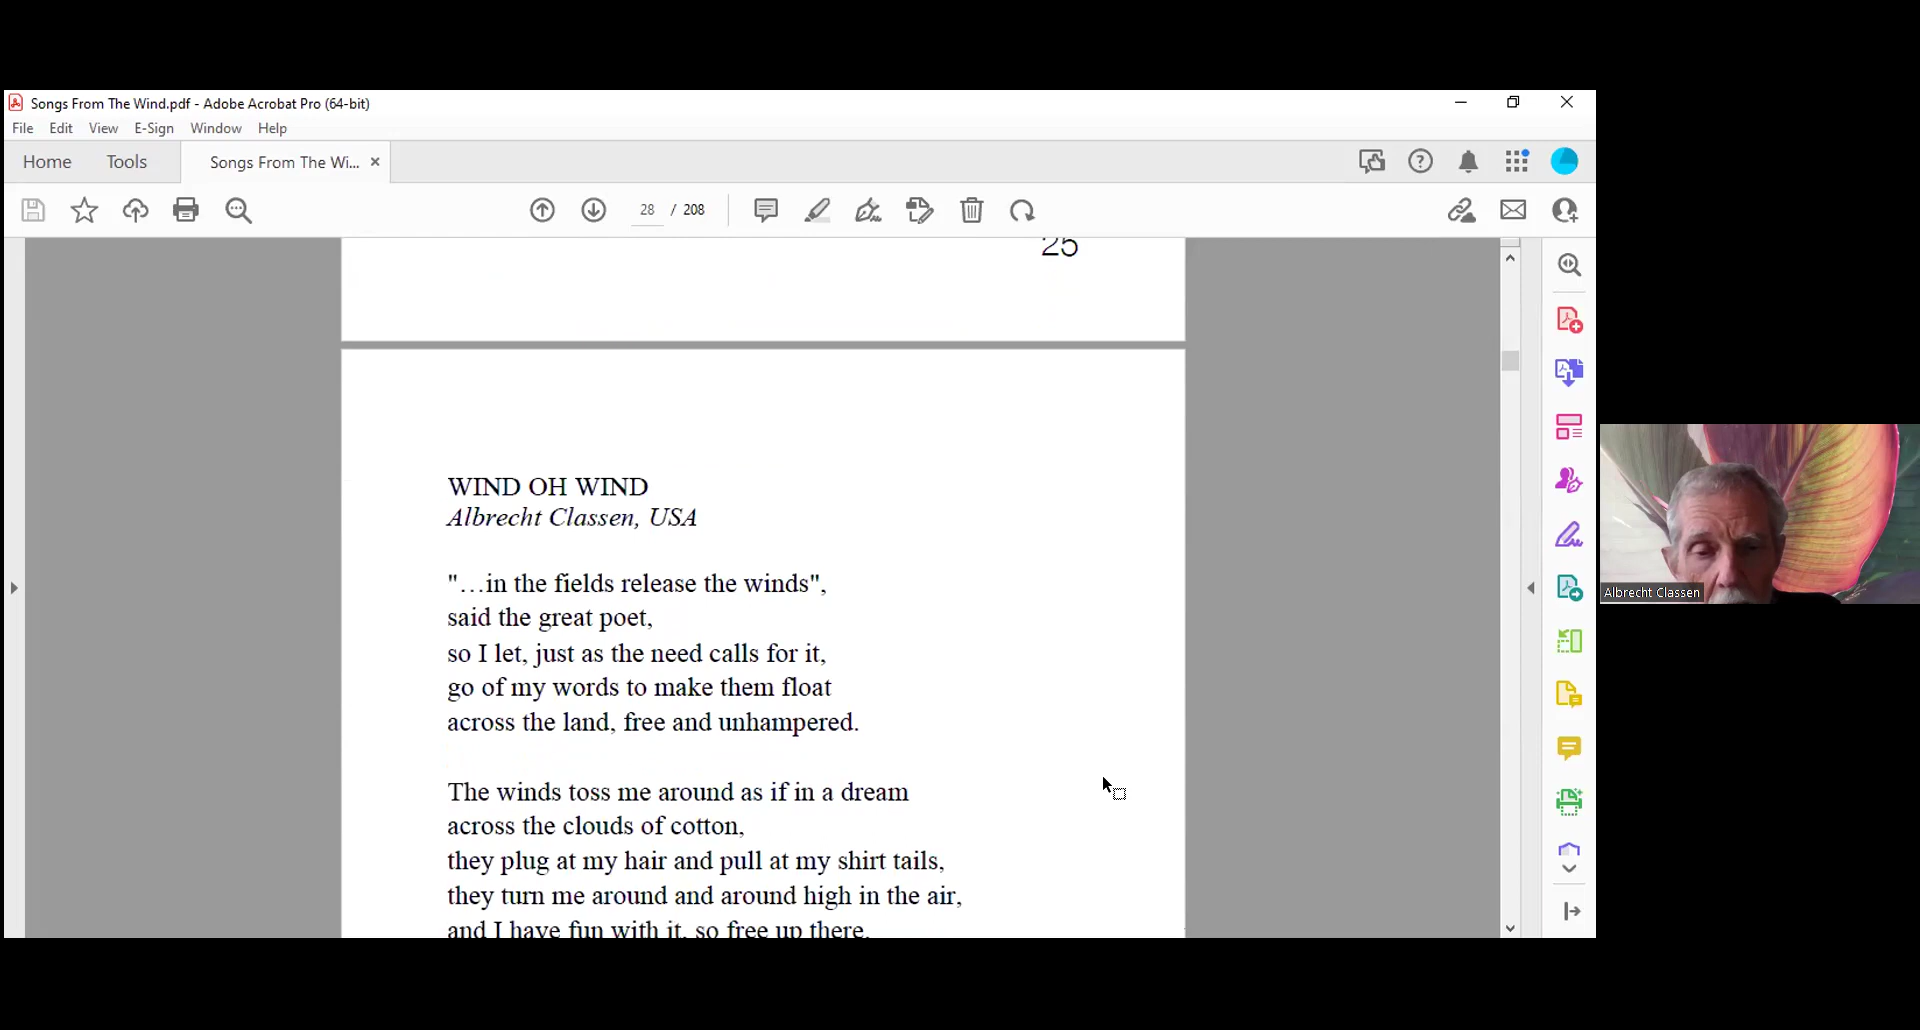 Songs From The Wind.pdf - Adobe Acrobat Pro (64-bit)
File Edit View E-Sign Window Help
Home Tools Songs From The Wi... ×
28 / 208
25
WIND OH WIND
Albrecht Classen, USA
"…in the fields release the winds",
said the great poet,
so I let, just as the need calls for it,
go of my words to make them float
across the land, free and unhampered.
The winds toss me around as if in a dream
across the clouds of cotton,
they plug at my hair and pull at my shirt tails,
they turn me around and around high in the air,
and I have fun with it, so free up there.
Albrecht Classen